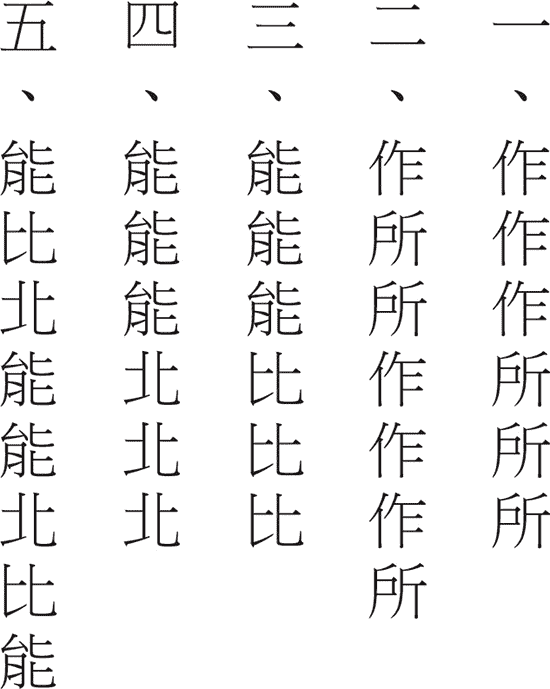 一、作作作所所所
二、作所所作作作所
三、能能能比比比
四、能能能北北北
五、能比北能能北比能